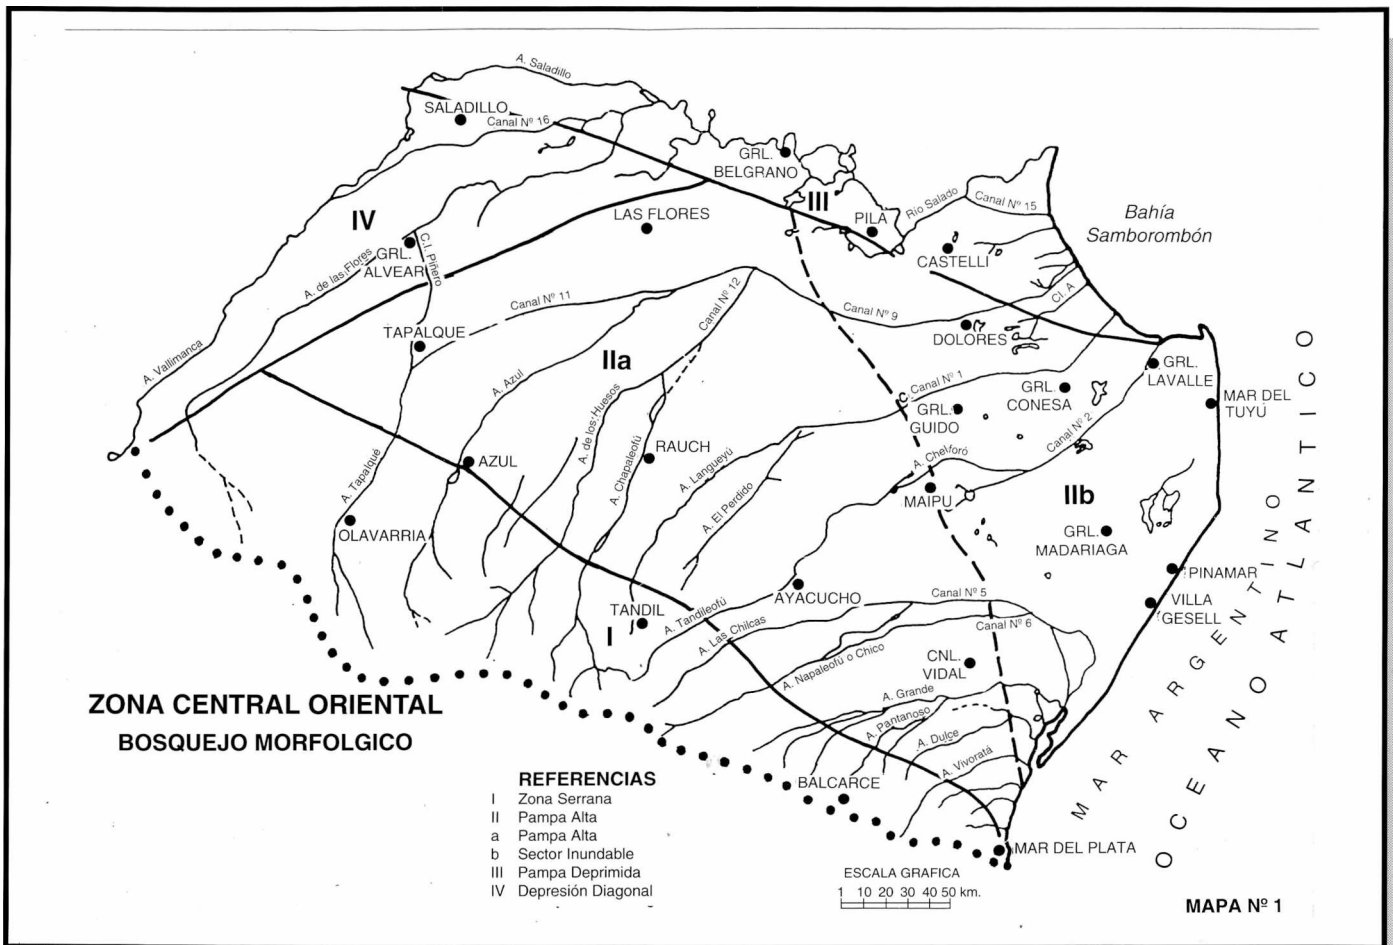 A. Saladillo
SALADILLO
Canal Nº 16
GRL.
BELGRANO
III
IV
LAS FLORES
PILA
Río Salado
Canal Nº 15
Bahía
Samborombón
GRL.
ALVEAR
C.I. Piñero
A. de las Flores
CASTELLI
Canal Nº 11
Canal Nº 12
Canal Nº 9
Cl. A
TAPALQUE
DOLORES
A. Vallimanca
IIa
A. Azul
A. de los Huesos
GRL.
LAVALLE
Canal Nº 1
GRL.
CONESA
GRL.
GUIDO
MAR DEL
TUYÚ
Canal Nº 2
A. Chelforó
RAUCH
AZUL
A. Chapaleofú
A. Langueyú
A. El Perdido
A. Tapalqué
MAIPU
IIb
OLAVARRIA
GRL.
MADARIAGA
PINAMAR
AYACUCHO
Canal Nº 5
VILLA
GESELL
TANDIL
I
A. Tandileofú
A. Las Chilcas
Canal Nº 6
CNL.
VIDAL
A. Napaleofú o Chico
A. Grande
A. Pantanoso
A. Dulce
A. Vivoratá
BALCARCE
MAR DEL PLATA
MAR ARGENTINO
OCEANO ATLANTICO
ZONA CENTRAL ORIENTAL
BOSQUEJO MORFOLGICO
REFERENCIAS
I Zona Serrana
II Pampa Alta
a Pampa Alta
b Sector Inundable
III Pampa Deprimida
IV Depresión Diagonal
ESCALA GRAFICA
1 10 20 30 40 50 km.
MAPA Nº 1